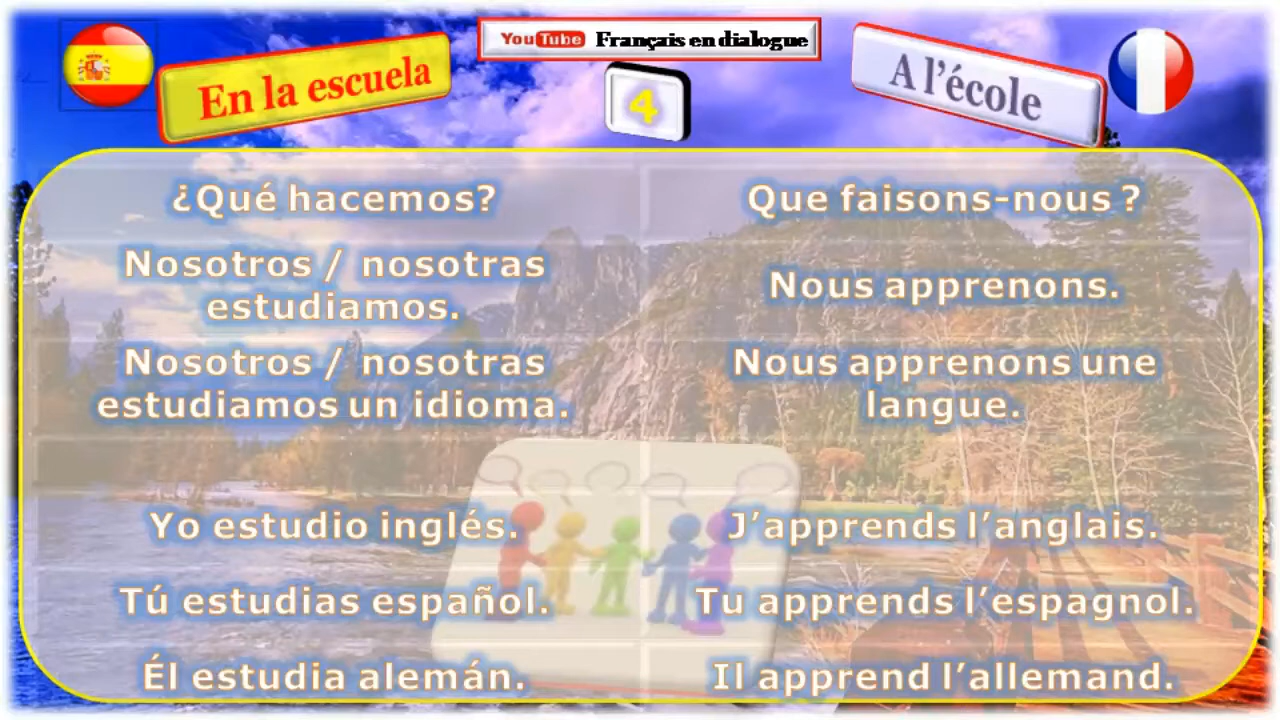 En la escuela
YouTube Français en dialogue
4
A l'école
¿Qué hacemos?
Que faisons-nous ?
Nosotros / nosotras
estudiamos.
Nous apprenons.
Nosotros / nosotras
estudiamos un idioma.
Nous apprenons une
langue.
Yo estudio inglés.
J'apprends l'anglais.
Tú estudias español.
Tu apprends l'espagnol.
Él estudia alemán.
Il apprend l'allemand.